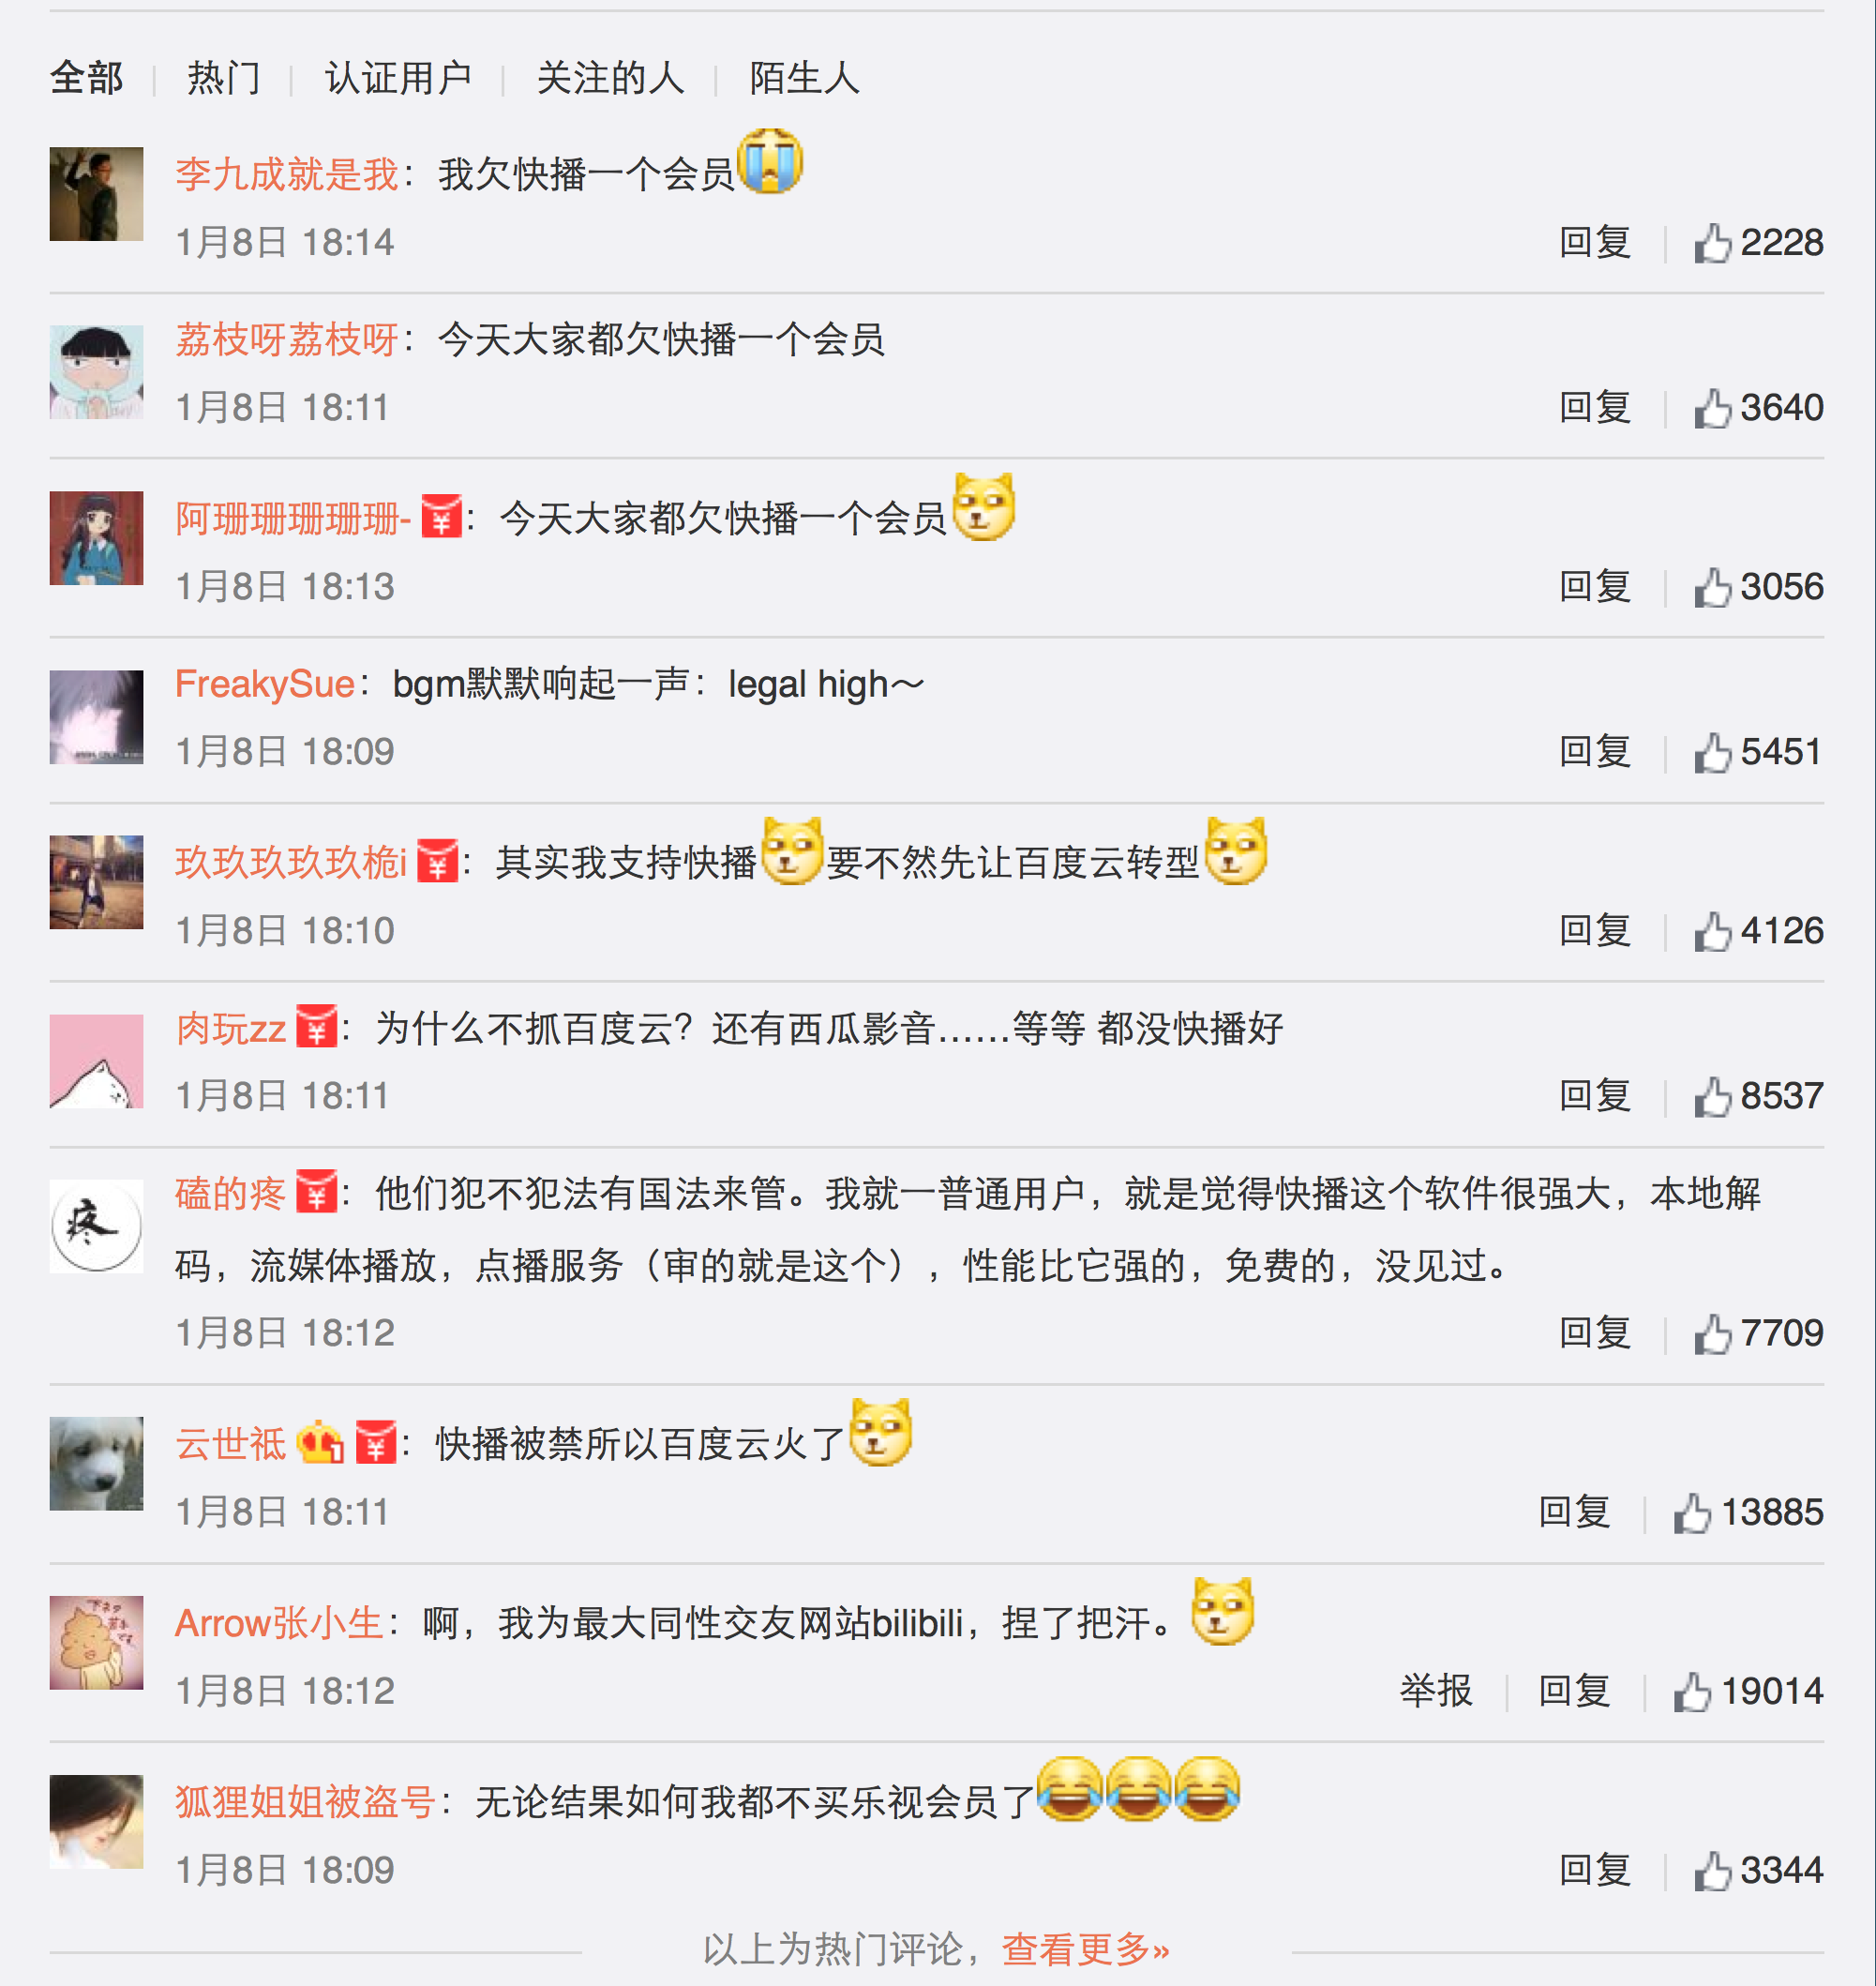 全部 | 热门 | 认证用户 | 关注的人 | 陌生人
李九成就是我：我欠快播一个会员
1月8日 18:14 回复 | 2228
荔枝呀荔枝呀：今天大家都欠快播一个会员
1月8日 18:11 回复 | 3640
阿珊珊珊珊珊-：今天大家都欠快播一个会员
1月8日 18:13 回复 | 3056
FreakySue：bgm默默响起一声：legal high～
1月8日 18:09 回复 | 5451
玖玖玖玖玖桅i：其实我支持快播要不然先让百度云转型
1月8日 18:10 回复 | 4126
肉玩zz：为什么不抓百度云？还有西瓜影音……等等 都没快播好
1月8日 18:11 回复 | 8537
疼
磕的疼：他们犯不犯法有国法来管。我就一普通用户，就是觉得快播这个软件很强大，本地解
码，流媒体播放，点播服务（审的就是这个），性能比它强的，免费的，没见过。
1月8日 18:12 回复 | 7709
云世祗：快播被禁所以百度云火了
1月8日 18:11 回复 | 13885
Arrow张小生：啊，我为最大同性交友网站bilibili，捏了把汗。
1月8日 18:12 举报 | 回复 | 19014
狐狸姐姐被盗号：无论结果如何我都不买乐视会员了
1月8日 18:09 回复 | 3344
以上为热门评论，查看更多»